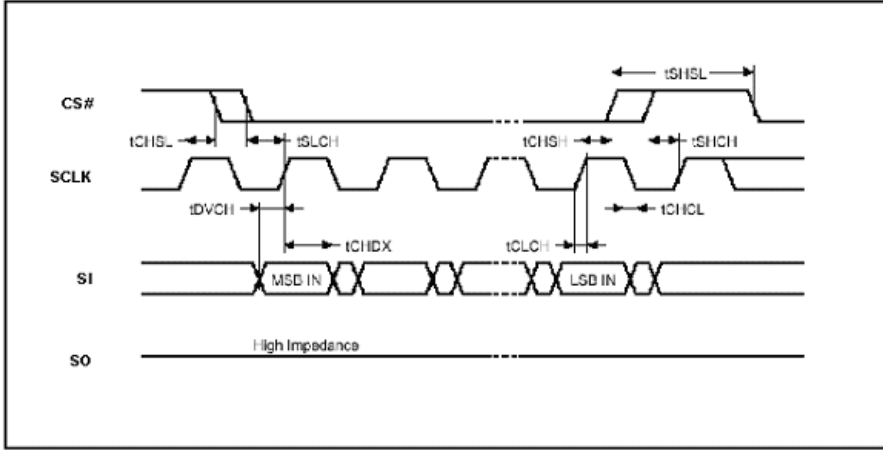 tSHSL
CS#
tCHSL
tSLCH
tCHSH
tSHCH
SCLK
tDVCH
tCHCL
tCHDX
tCLCH
SI
MSB IN
LSB IN
High Impedance
SO